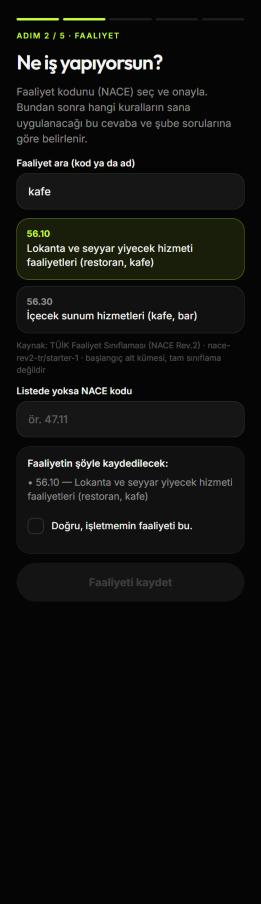 ADIM 2 / 5 · FAALIYET
Ne iş yapıyorsun?
Faaliyet kodunu (NACE) seç ve onayla.
Bundan sonra hangi kuralların sana
uygulanacağı bu cevaba ve şube sorularına
göre belirlenir.
Faaliyet ara (kod ya da ad)
kafe
56.10
Lokanta ve seyyar yiyecek hizmeti
faaliyetleri (restoran, kafe)
56.30
İçecek sunum hizmetleri (kafe, bar)
Kaynak: TÜİK Faaliyet Sınıflaması (NACE Rev.2) · nace-
rev2-tr/starter-1 · başlangıç alt kümesi, tam sınıflama
değildir
Listede yoksa NACE kodu
ör. 47.11
Faaliyetin şöyle kaydedilecek:
• 56.10 — Lokanta ve seyyar yiyecek hizmeti
faaliyetleri (restoran, kafe)
Doğru, işletmemin faaliyeti bu.
Faaliyeti kaydet